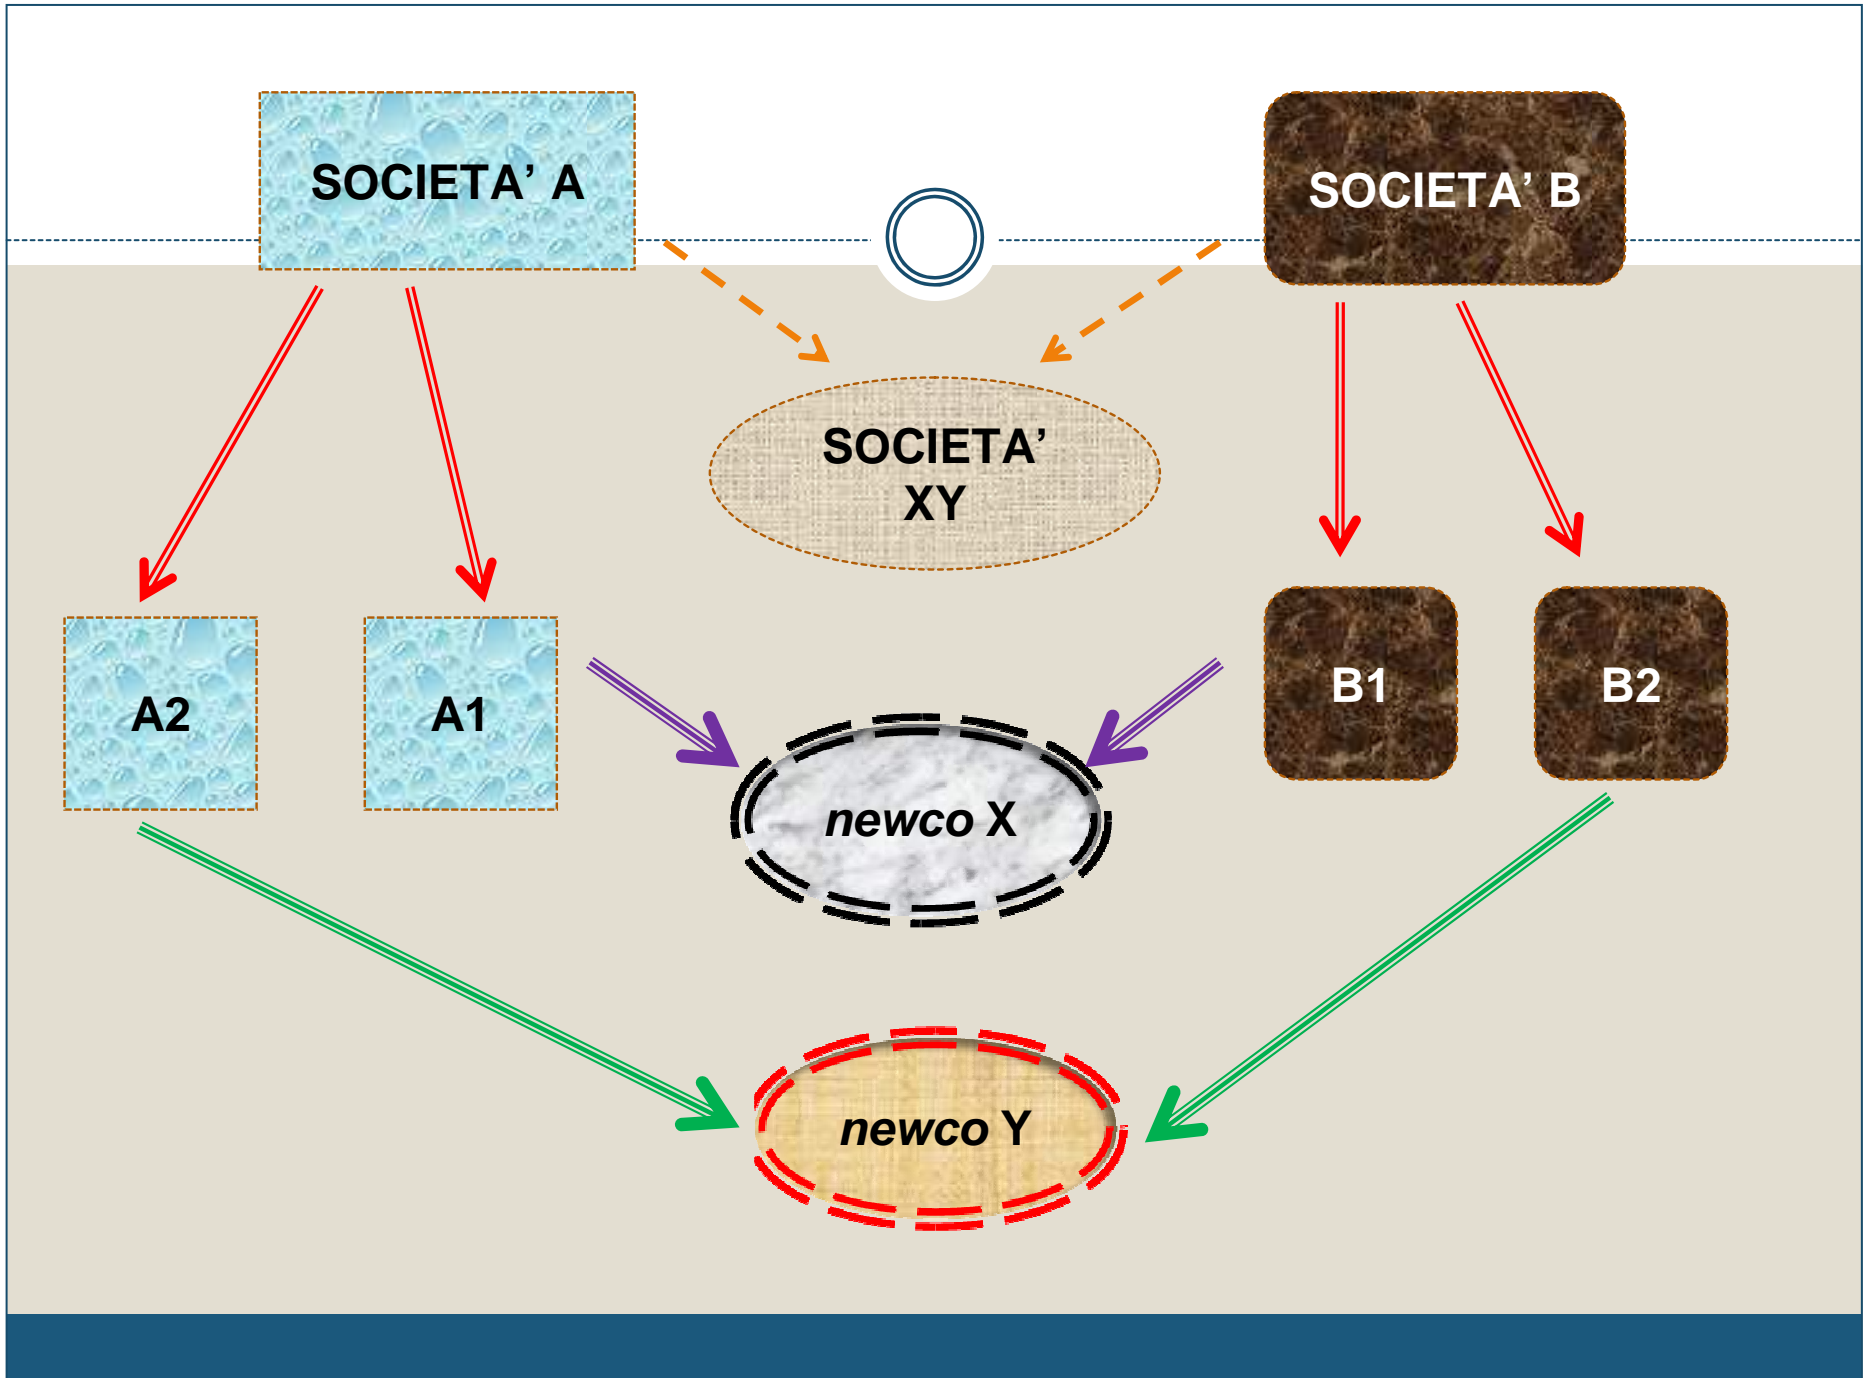 SOCIETA’ A
SOCIETA’ B
SOCIETA’
XY
A2
A1
B1
B2
newco X
newco Y